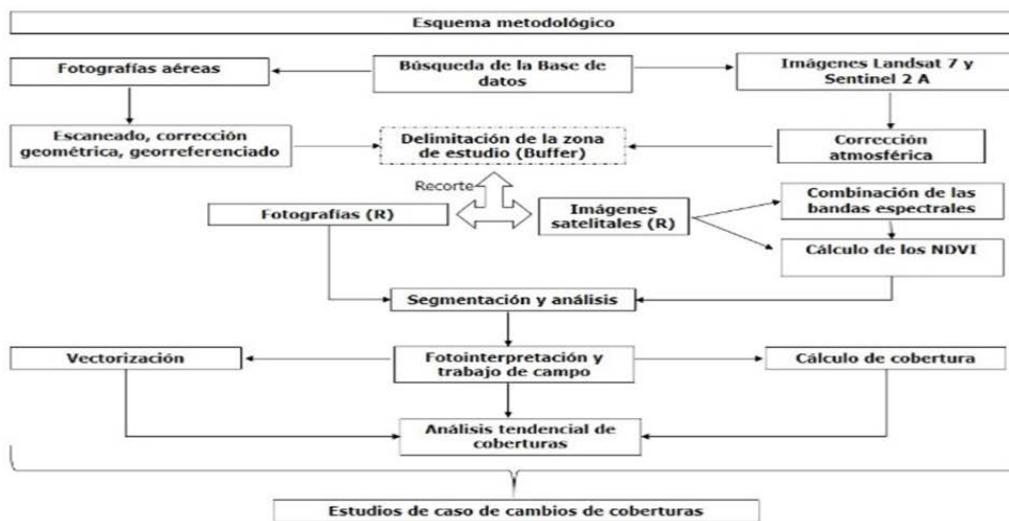 Esquema metodológico
Fotografías aéreas
Búsqueda de la Base de
datos
Imágenes Landsat 7 y
Sentinel 2 A
Escaneado, corrección
geométrica, georreferenciado
Delimitación de la zona
de estudio (Buffer)
Corrección
atmosférica
Recorte
Fotografías (R)
Imágenes
satelitales (R)
Combinación de las
bandas espectrales
Cálculo de los NDVI
Segmentación y análisis
Vectorización
Fotointerpretación y
trabajo de campo
Cálculo de cobertura
Análisis tendencial de
coberturas
Estudios de caso de cambios de coberturas